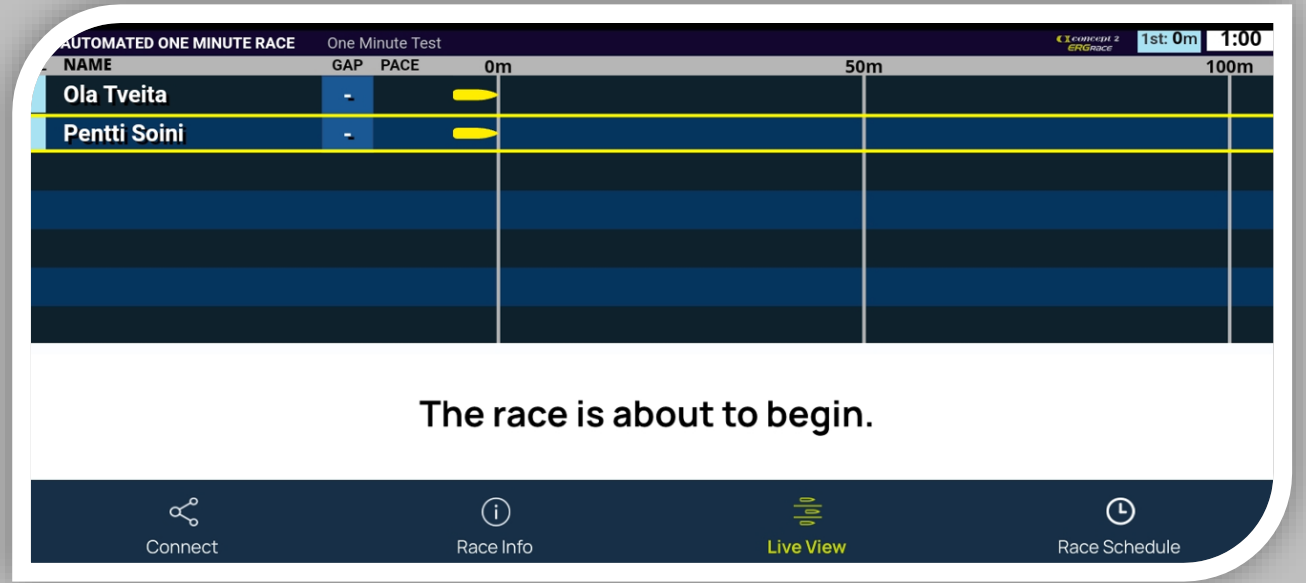 AUTOMATED ONE MINUTE RACE One Minute Test concept 2 ERGRACE 1st: 0m 1:00
NAME GAP PACE 0m 50m 100m
Ola Tveita -
Pentti Soini -
The race is about to begin.
Connect Race Info Live View Race Schedule